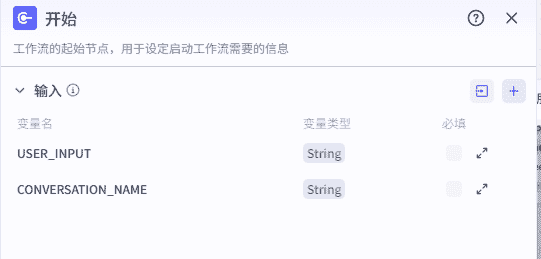 开始
工作流的起始节点，用于设定启动工作流需要的信息
输入
变量名 变量类型 必填
USER_INPUT String
CONVERSATION_NAME String